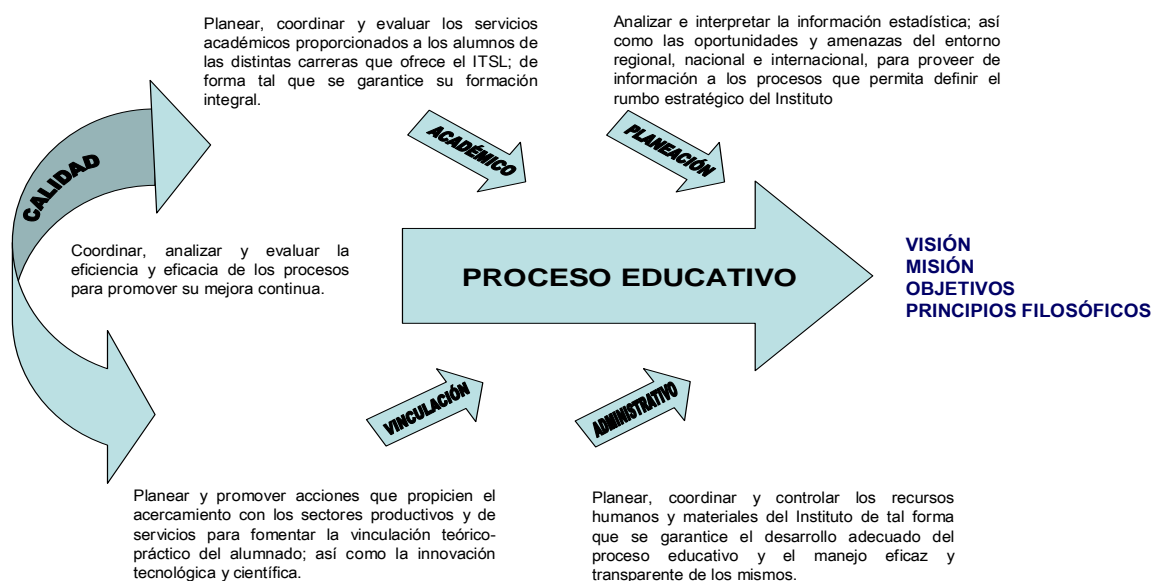 Planear, coordinar y evaluar los servicios
académicos proporcionados a los alumnos de
las distintas carreras que ofrece el ITSL; de
forma tal que se garantice su formación
integral.
Analizar e interpretar la información estadística; así
como las oportunidades y amenazas del entorno
regional, nacional e internacional, para proveer de
información a los procesos que permita definir el
rumbo estratégico del Instituto
ACADÉMICO
PLANEACIÓN
CALIDAD
Coordinar, analizar y evaluar la
eficiencia y eficacia de los procesos
para promover su mejora continua.
PROCESO EDUCATIVO
VISIÓN
MISIÓN
OBJETIVOS
PRINCIPIOS FILOSÓFICOS
VINCULACIÓN
ADMINISTRATIVO
Planear y promover acciones que propicien el
acercamiento con los sectores productivos y de
servicios para fomentar la vinculación teórico-
práctico del alumnado; así como la innovación
tecnológica y científica.
Planear, coordinar y controlar los recursos
humanos y materiales del Instituto de tal forma
que se garantice el desarrollo adecuado del
proceso educativo y el manejo eficaz y
transparente de los mismos.